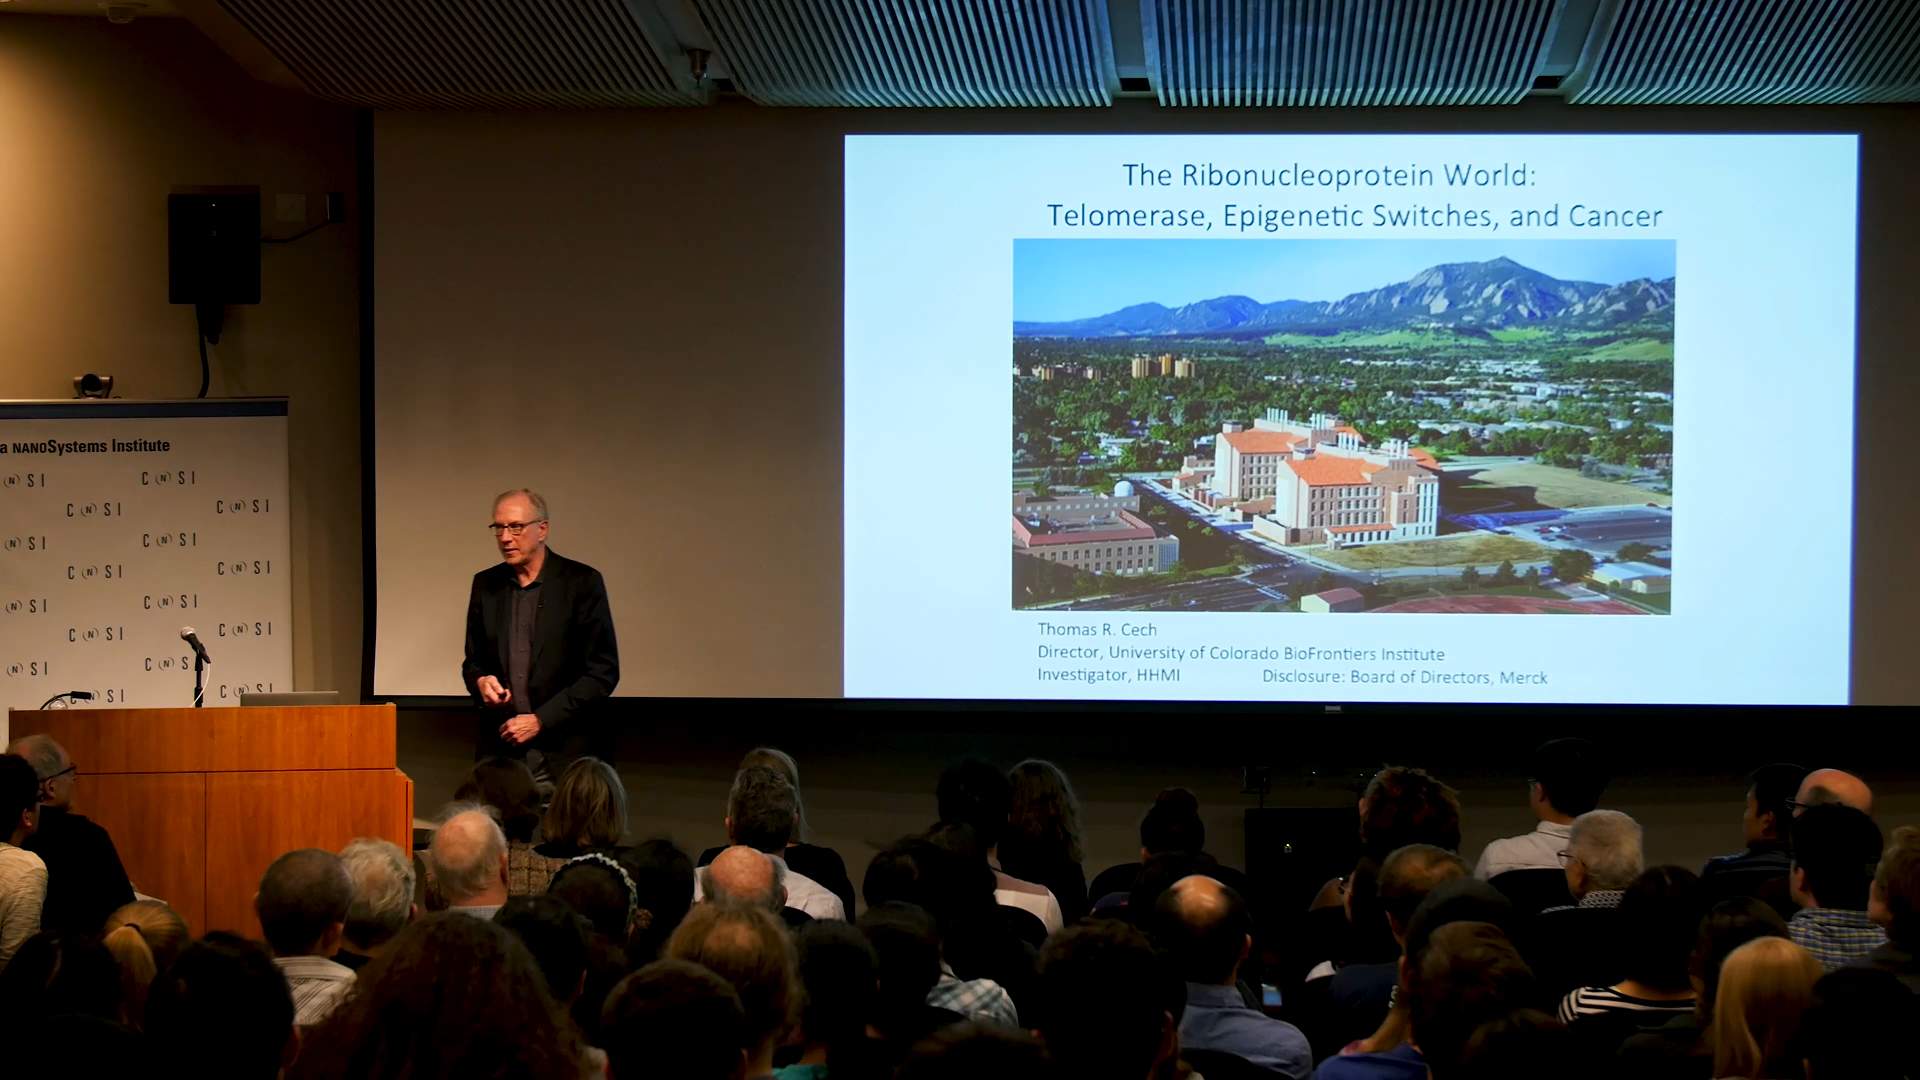 The Ribonucleoprotein World:
Telomerase, Epigenetic Switches, and Cancer
Thomas R. Cech
Director, University of Colorado BioFrontiers Institute
Investigator, HHMI Disclosure: Board of Directors, Merck
a NANOSystems Institute
(N) S I C (N) S I
C (N) S I C (N) S I
(N) S I C (N) S I
C (N) S I C (N) S I
(N) S I C (N) S I
C (N) S I C (N) S I
(N) S I C (N) S
C (N) S I C (N) S I